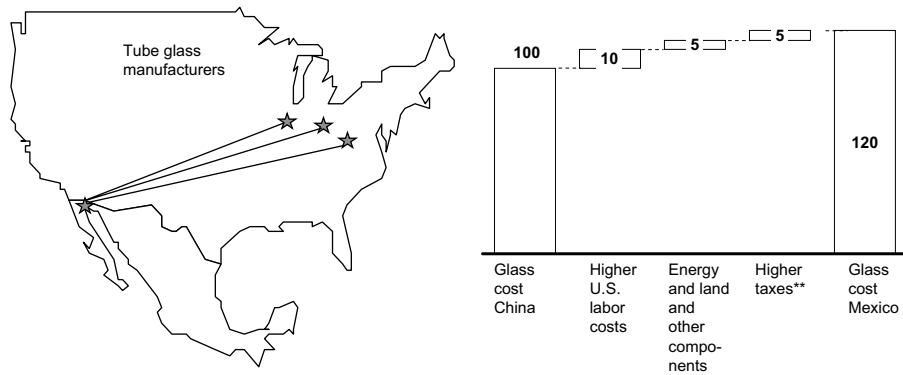 Tube glass
manufacturers
100
10
5
5
120
Glass
cost
China
Higher
U.S.
labor
costs
Energy
and land
and
other
compo-
nents
Higher
taxes**
Glass
cost
Mexico